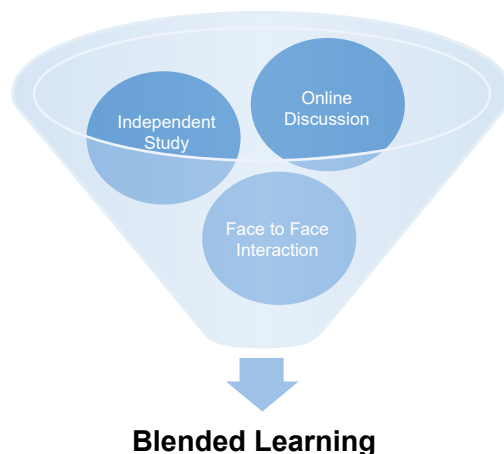 Independent
Study
Online
Discussion
Face to Face
Interaction
Blended Learning